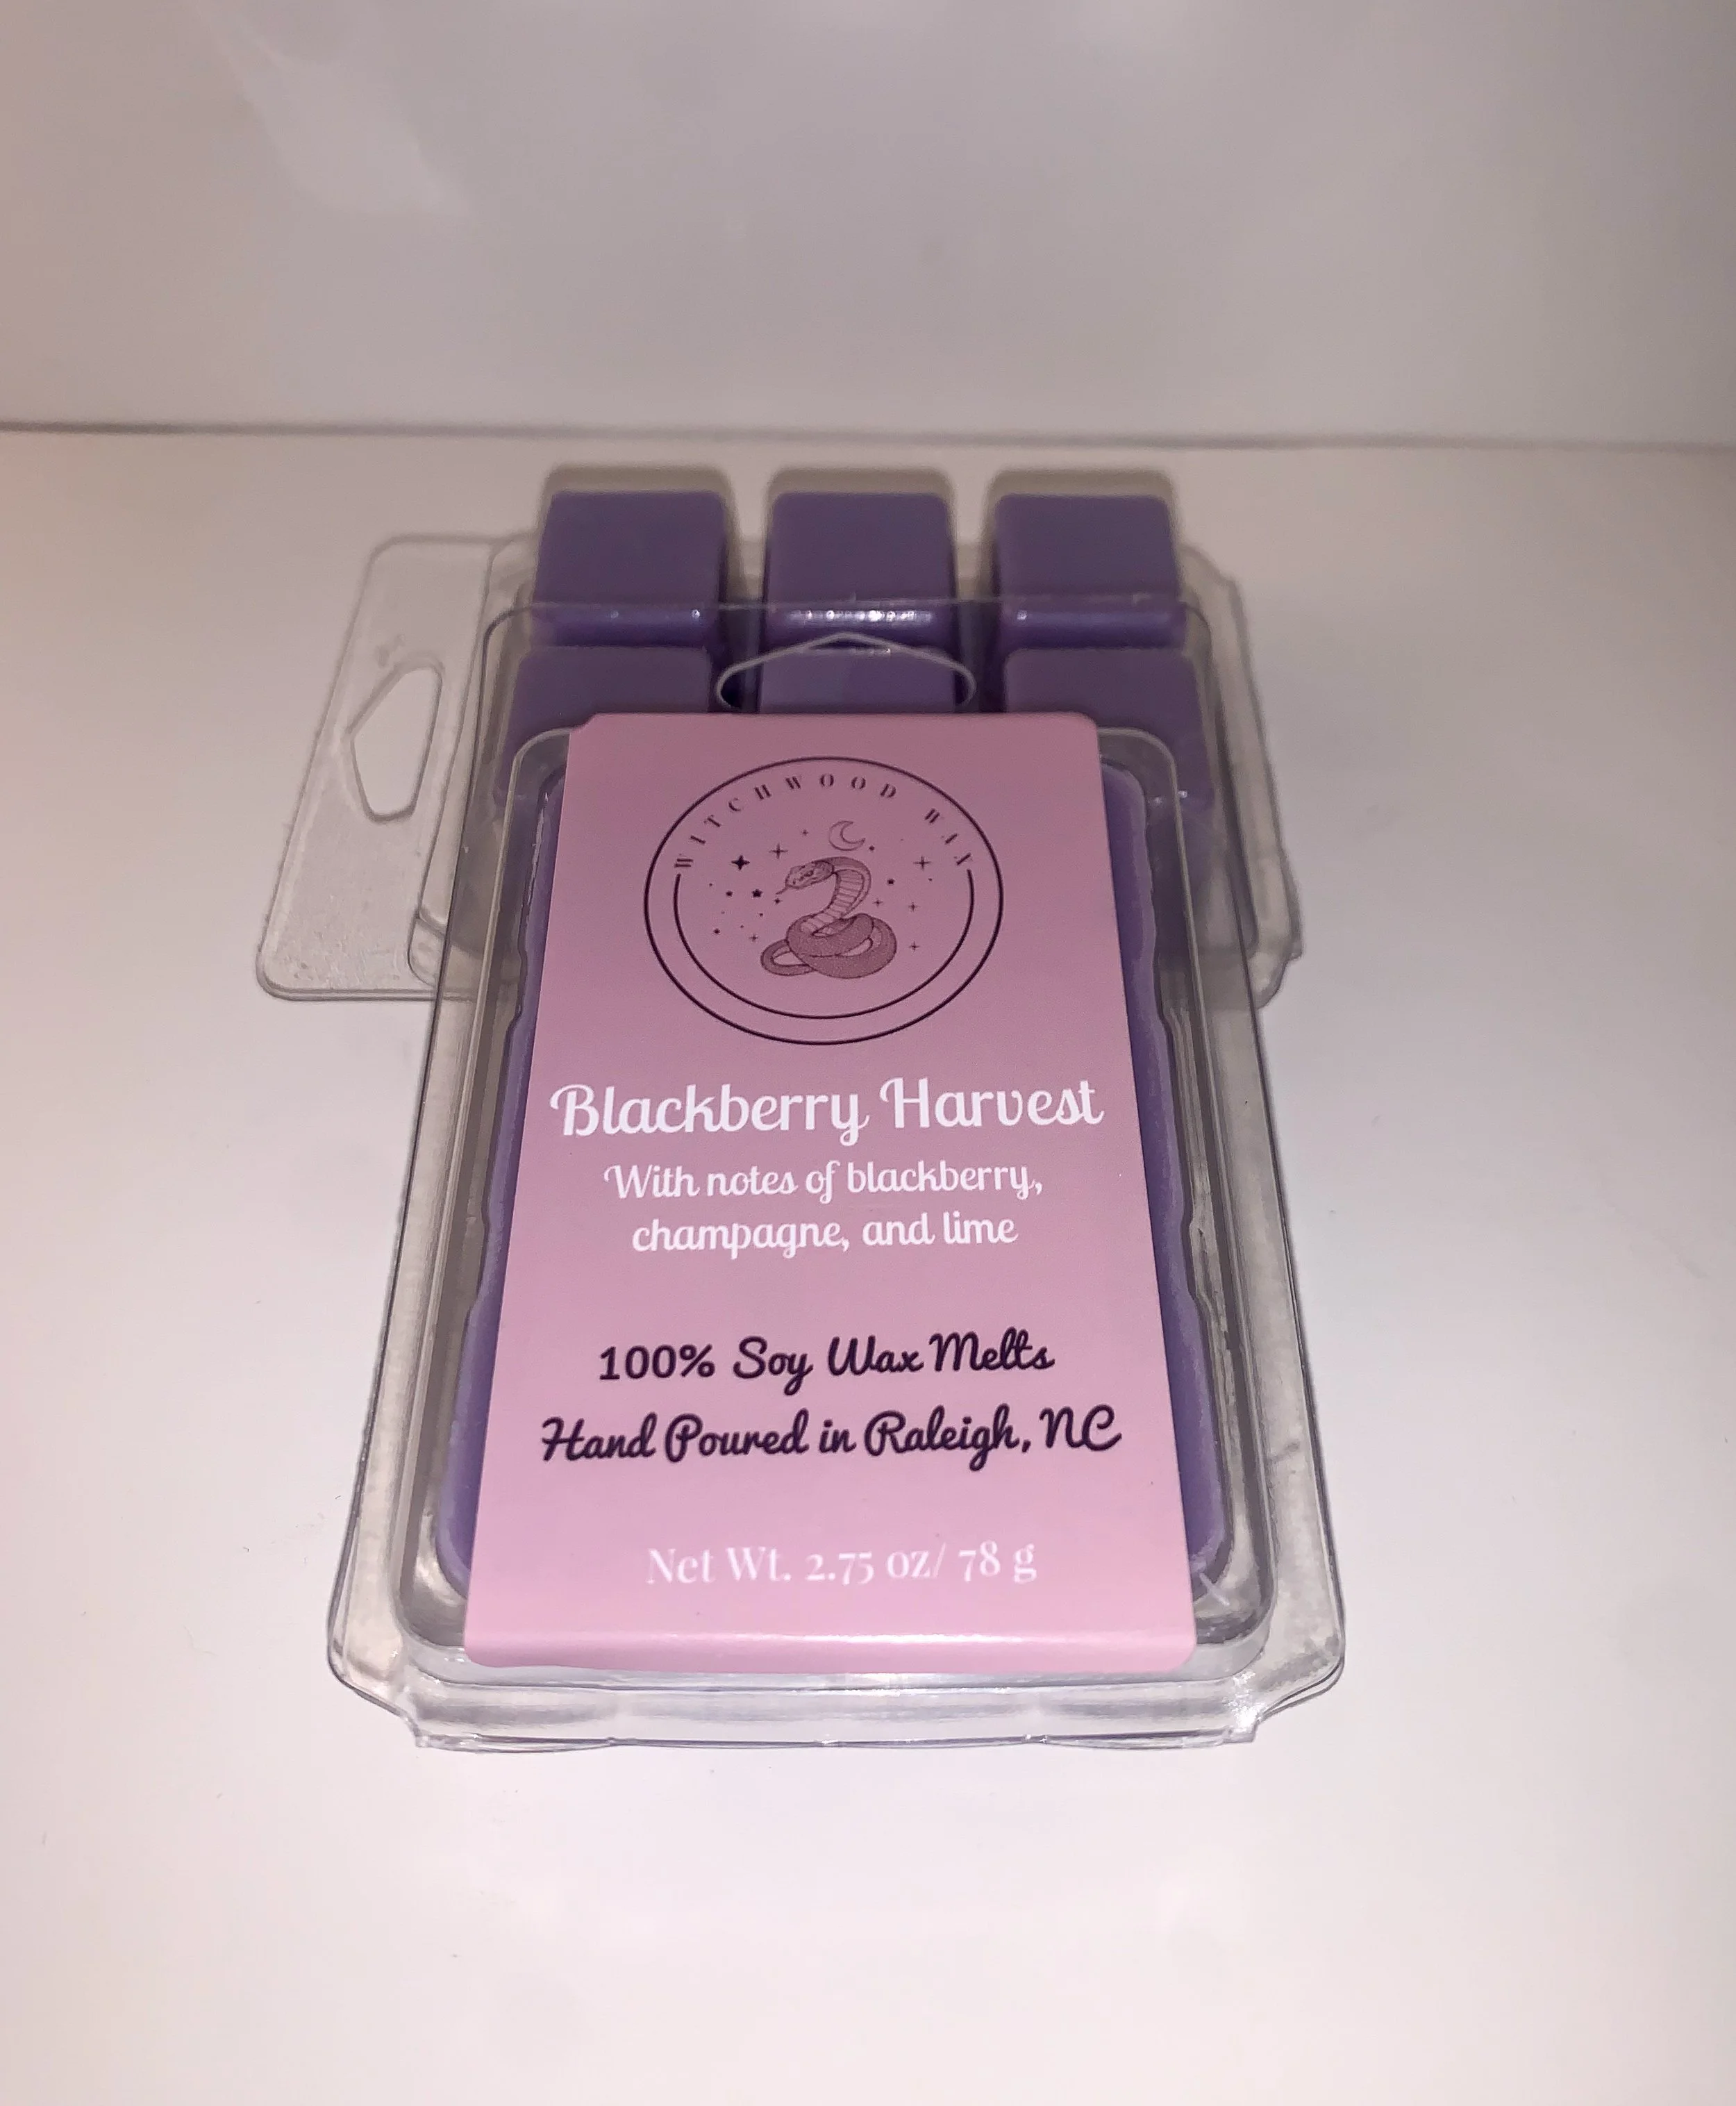 WITCHWOOD WAX
Blackberry Harvest
With notes of blackberry,
champagne, and lime
100% Soy Wax Melts
Hand Poured in Raleigh, NC
Net Wt. 2.75 oz/ 78 g